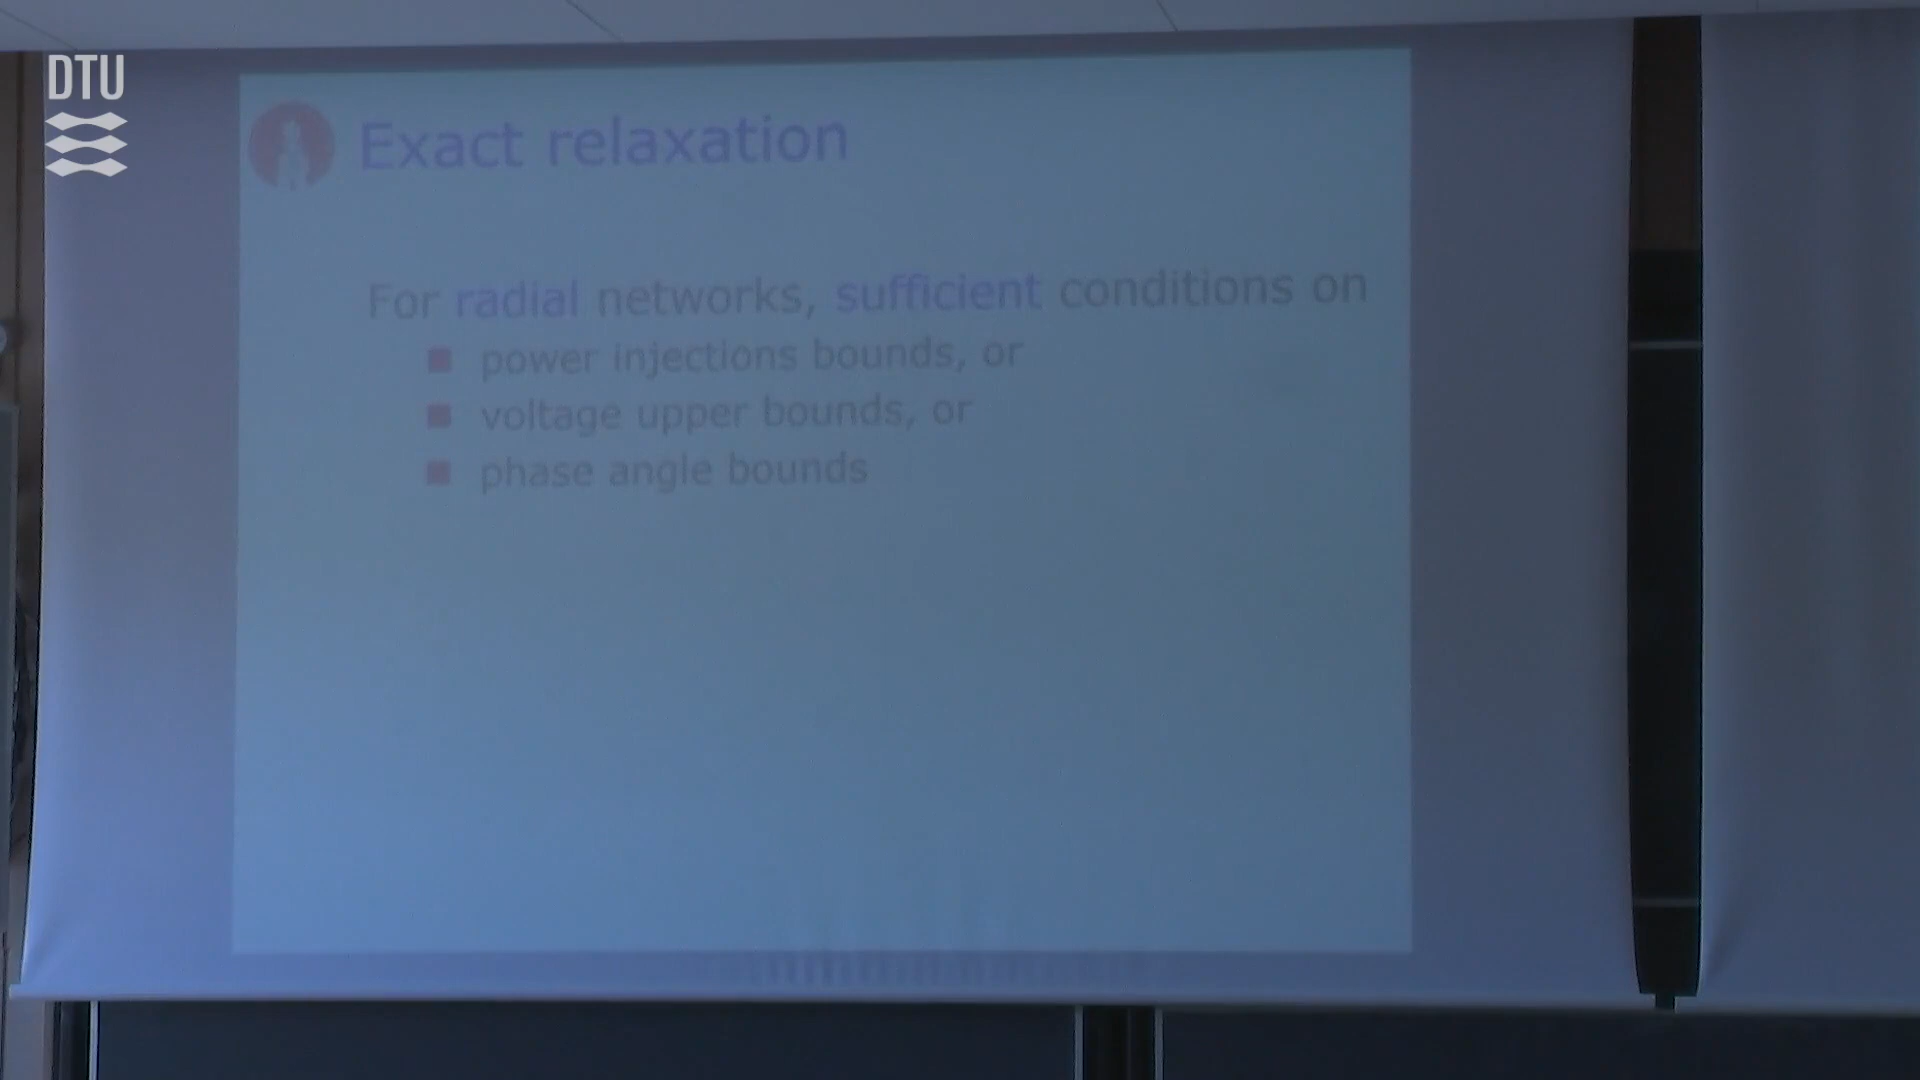 DTU
Exact relaxation
For radial networks, sufficient conditions on
power injections bounds, or
voltage upper bounds, or
phase angle bounds